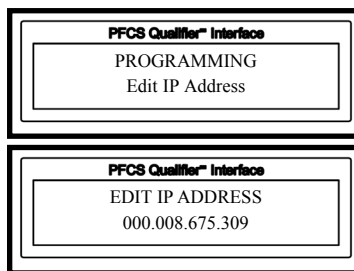 PFCS Qualifier™ Interface
PROGRAMMING
Edit IP Address
PFCS Qualifier™ Interface
EDIT IP ADDRESS
000.008.675.309